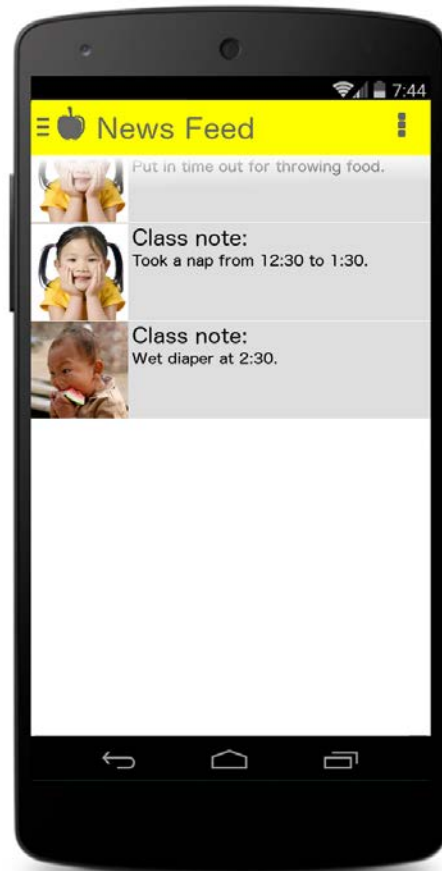 7:44
News Feed
Put in time out for throwing food.
Class note:
Took a nap from 12:30 to 1:30.
Class note:
Wet diaper at 2:30.